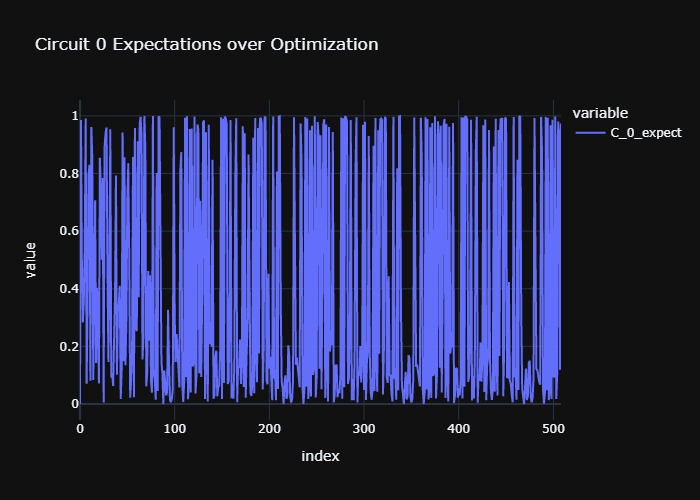 Circuit 0 Expectations over Optimization
variable
C_0_expect
value
1
0.8
0.6
0.4
0.2
0
0 100 200 300 400 500
index